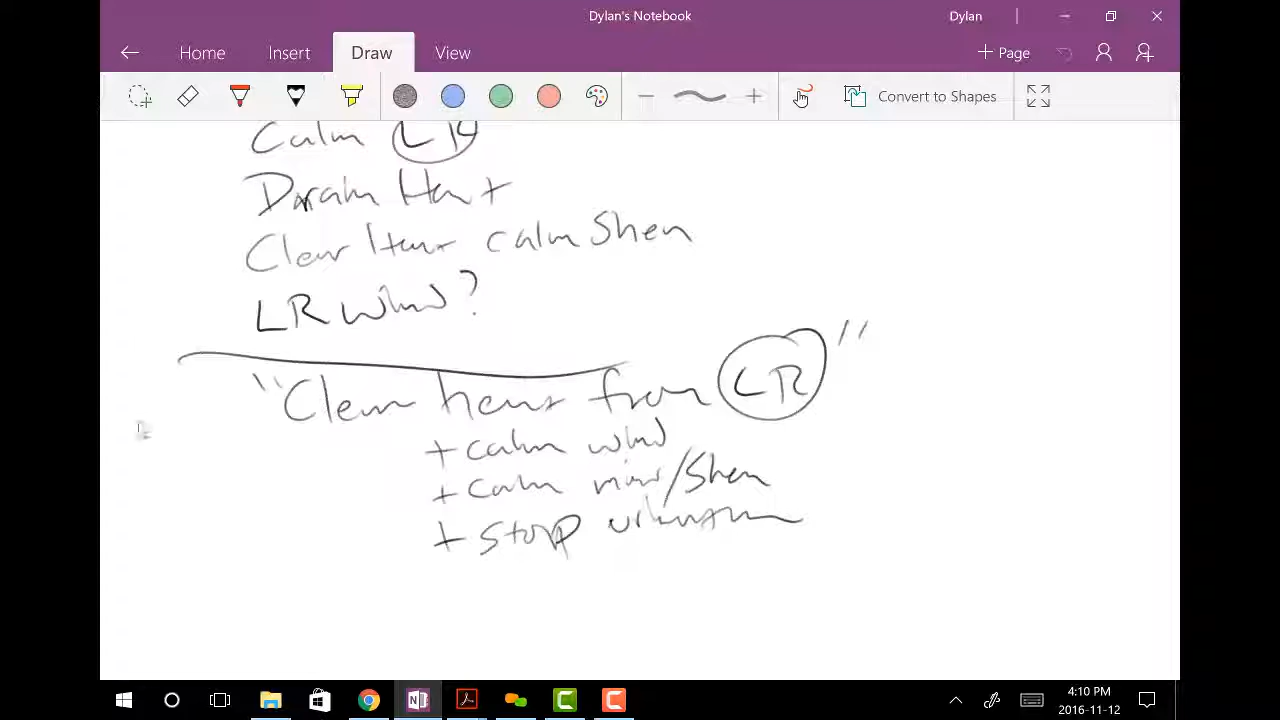 Dylan's Notebook
Dylan
Home Insert Draw View
Page
Convert to Shapes
Calm LR
Drain Heat
Clear Heat calm Shen
LR wind?
"Clear heat from LR"
+ calm wind
+ calm mind/Shen
+ stop
4:10 PM
2016-11-12